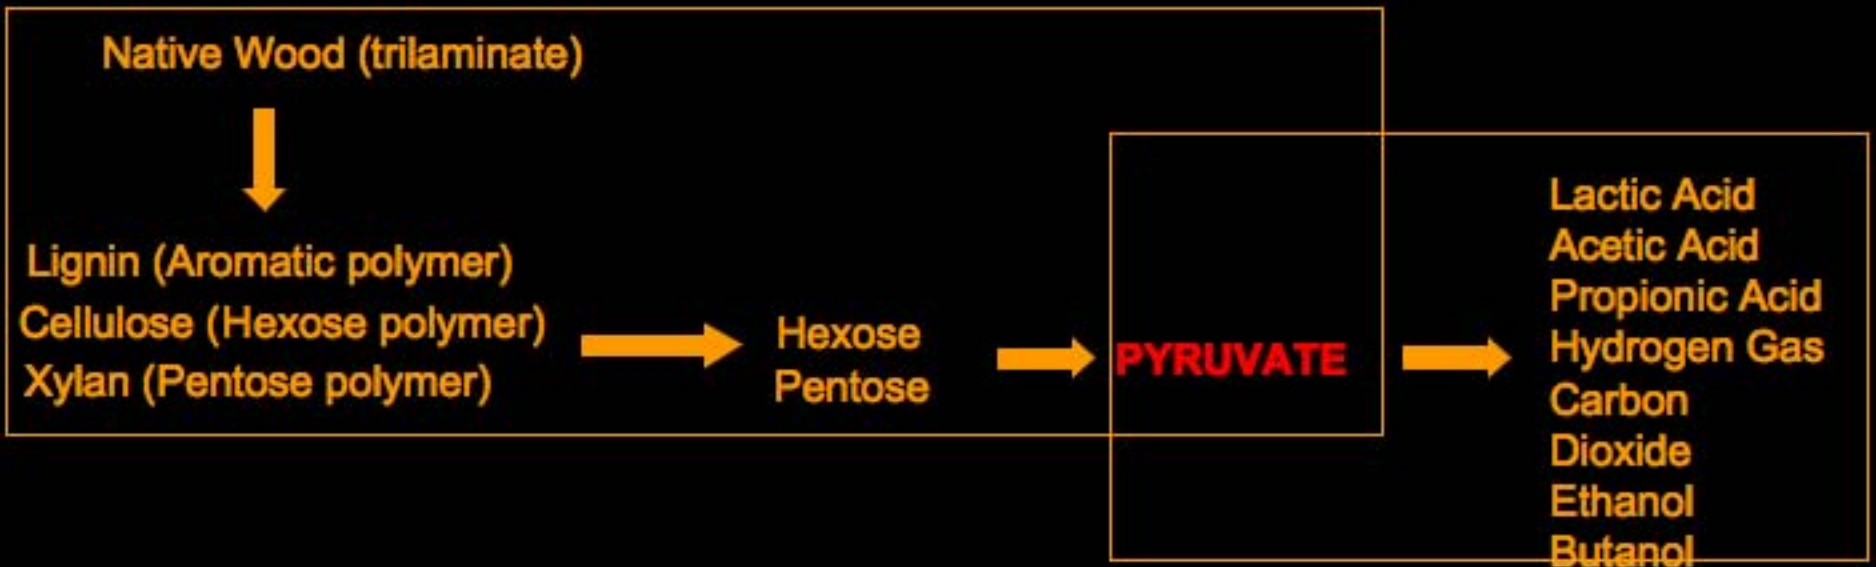 Native Wood (trilaminate)
Lignin (Aromatic polymer)
Cellulose (Hexose polymer)
Xylan (Pentose polymer)
Hexose
Pentose
PYRUVATE
Lactic Acid
Acetic Acid
Propionic Acid
Hydrogen Gas
Carbon
Dioxide
Ethanol
Butanol